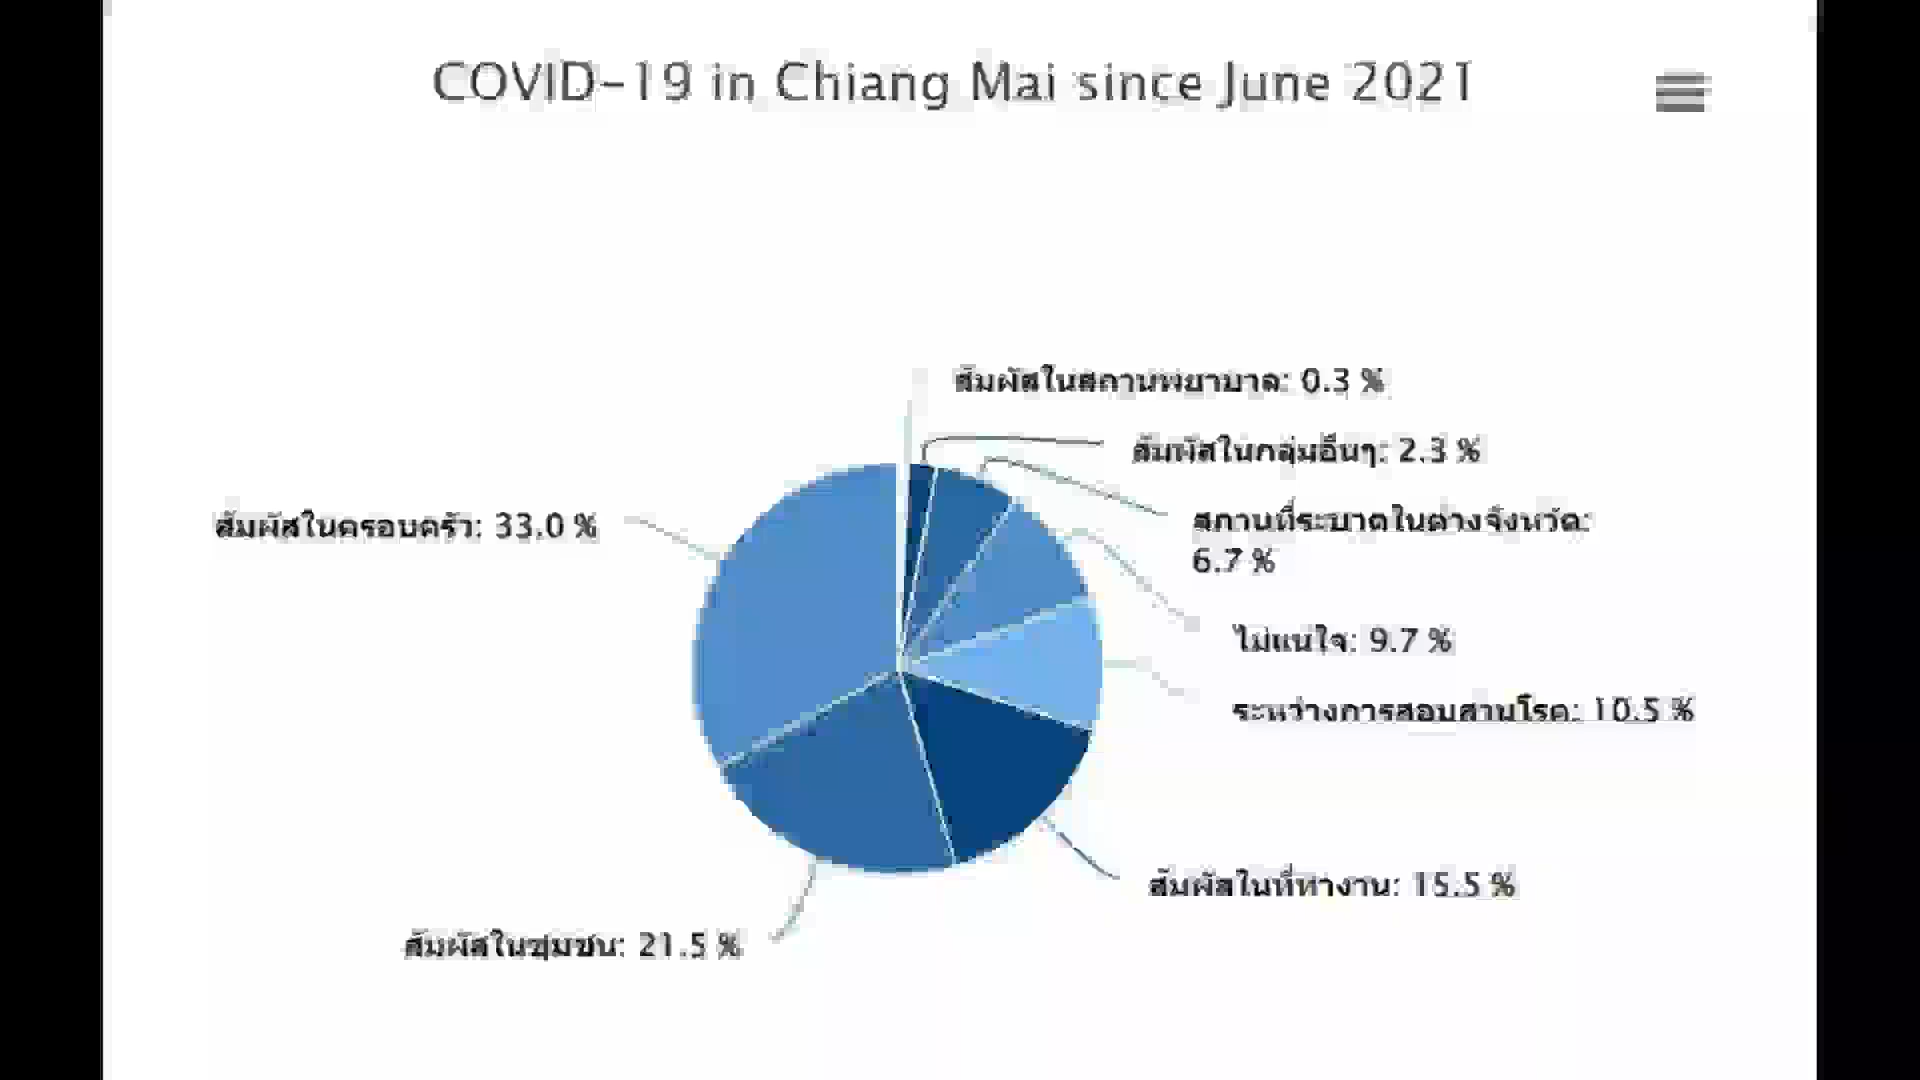 COVID-19 in Chiang Mai since June 2021
สัมผัสในสถานพยาบาล: 0.3 %
สัมผัสในกลุ่มอื่นๆ: 2.3 %
สถานที่ระบาดในต่างจังหวัด:
6.7 %
สัมผัสในครอบครัว: 33.0 %
ไม่แน่ใจ: 9.7 %
ระหว่างการสอบสวนโรค: 10.5 %
สัมผัสในที่ทำงาน: 15.5 %
สัมผัสในชุมชน: 21.5 %